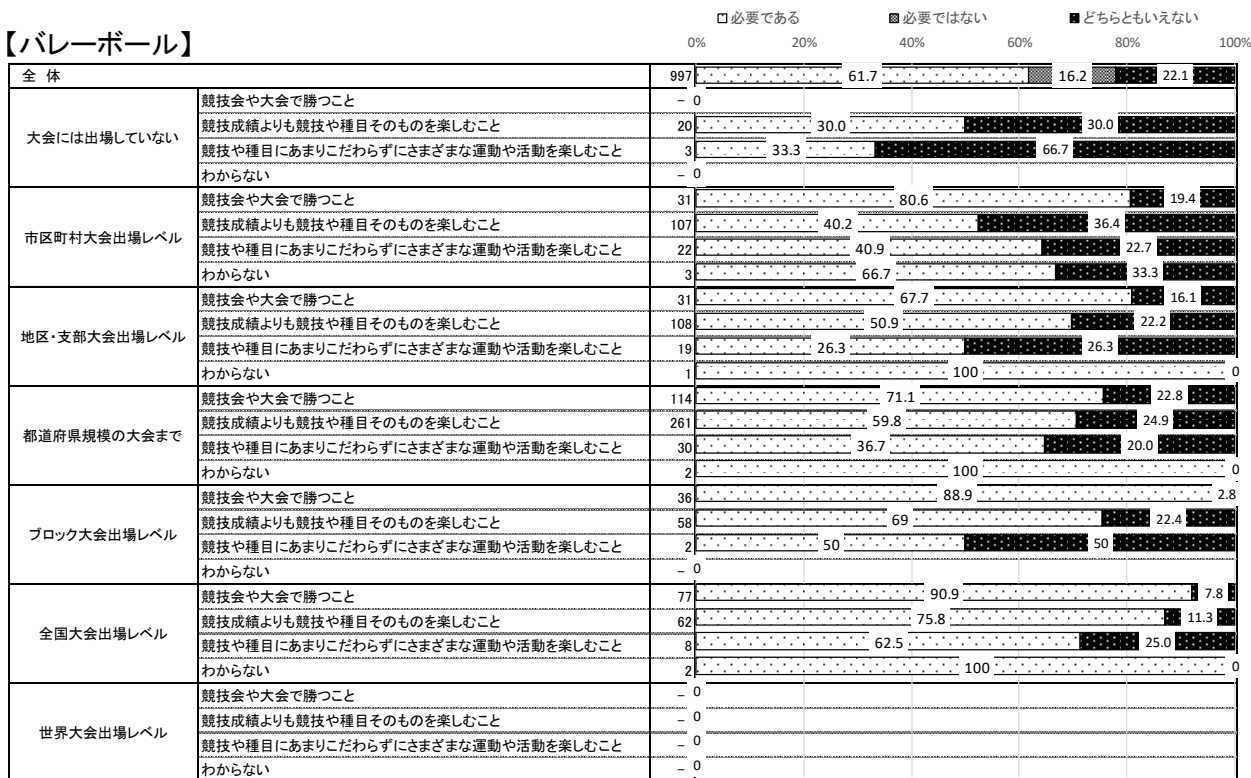 □必要である ▩必要ではない ■どちらともいえない
【バレーボール】
0% 20% 40% 60% 80% 100%
全 体 997 61.7 16.2 22.1
大会には出場していない
競技会や大会で勝つこと － 0
競技成績よりも競技や種目そのものを楽しむこと 20 30.0 30.0
競技や種目にあまりこだわらずにさまざまな運動や活動を楽しむこと 3 33.3 66.7
わからない － 0
市区町村大会出場レベル
競技会や大会で勝つこと 31 80.6 19.4
競技成績よりも競技や種目そのものを楽しむこと 107 40.2 36.4
競技や種目にあまりこだわらずにさまざまな運動や活動を楽しむこと 22 40.9 22.7
わからない 3 66.7 33.3
地区・支部大会出場レベル
競技会や大会で勝つこと 31 67.7 16.1
競技成績よりも競技や種目そのものを楽しむこと 108 50.9 22.2
競技や種目にあまりこだわらずにさまざまな運動や活動を楽しむこと 19 26.3 26.3
わからない 1 100 0
都道府県規模の大会まで
競技会や大会で勝つこと 114 71.1 22.8
競技成績よりも競技や種目そのものを楽しむこと 261 59.8 24.9
競技や種目にあまりこだわらずにさまざまな運動や活動を楽しむこと 30 36.7 20.0
わからない 2 100 0
ブロック大会出場レベル
競技会や大会で勝つこと 36 88.9 2.8
競技成績よりも競技や種目そのものを楽しむこと 58 69 22.4
競技や種目にあまりこだわらずにさまざまな運動や活動を楽しむこと 2 50 50
わからない － 0
全国大会出場レベル
競技会や大会で勝つこと 77 90.9 7.8
競技成績よりも競技や種目そのものを楽しむこと 62 75.8 11.3
競技や種目にあまりこだわらずにさまざまな運動や活動を楽しむこと 8 62.5 25.0
わからない 2 100 0
世界大会出場レベル
競技会や大会で勝つこと － 0
競技成績よりも競技や種目そのものを楽しむこと － 0
競技や種目にあまりこだわらずにさまざまな運動や活動を楽しむこと － 0
わからない － 0